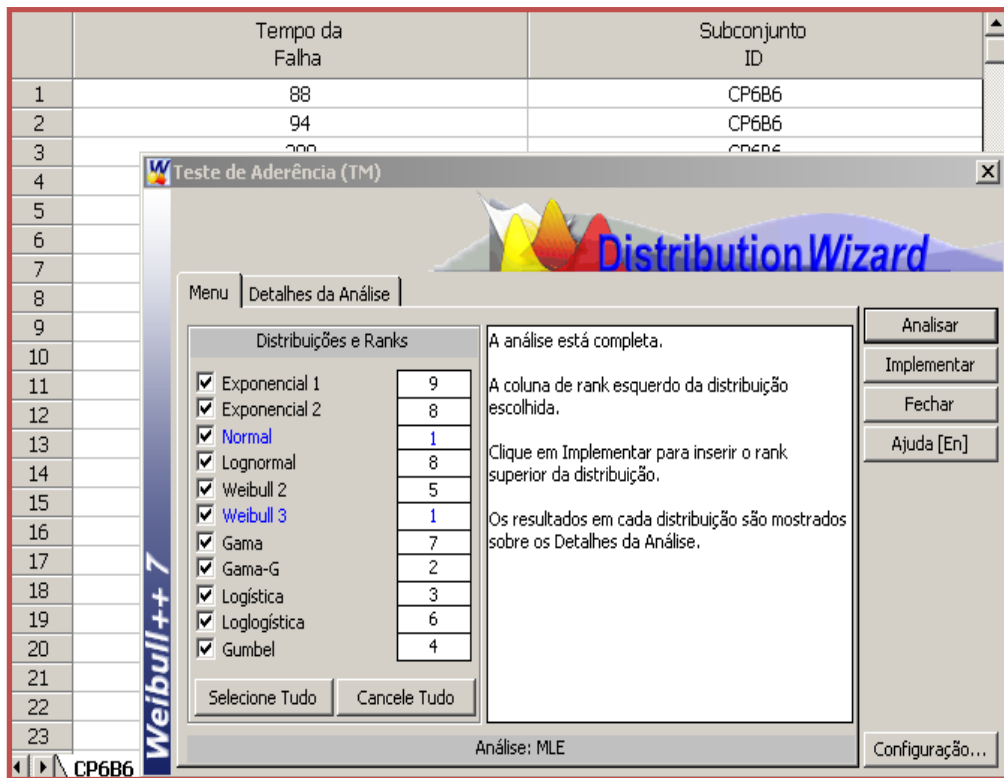 Tempo da
Falha
Subconjunto
ID
1 88 CP6B6
2 94 CP6B6
3
4
5
6
7
8
9
10
11
12
13
14
15
16
17
18
19
20
21
22
23
CP6B6
Teste de Aderência (TM)
DistributionWizard
Menu Detalhes da Análise
Distribuições e Ranks
Exponencial 1 9
Exponencial 2 8
Normal 1
Lognormal 8
Weibull 2 5
Weibull 3 1
Gama 7
Gama-G 2
Logística 3
Loglogística 6
Gumbel 4
Selecione Tudo Cancele Tudo
A análise está completa.
A coluna de rank esquerdo da distribuição
escolhida.
Clique em Implementar para inserir o rank
superior da distribuição.
Os resultados em cada distribuição são mostrados
sobre os Detalhes da Análise.
Analisar
Implementar
Fechar
Ajuda [En]
Configuração...
Análise: MLE
Weibull++ 7